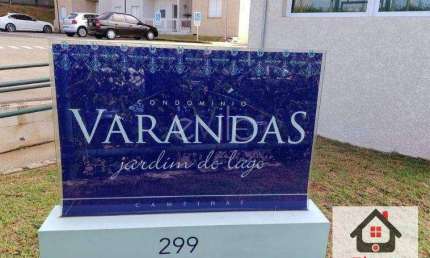 CONDOMÍNIO
VARANDAS
jardim do lago
CAMPINAS
299